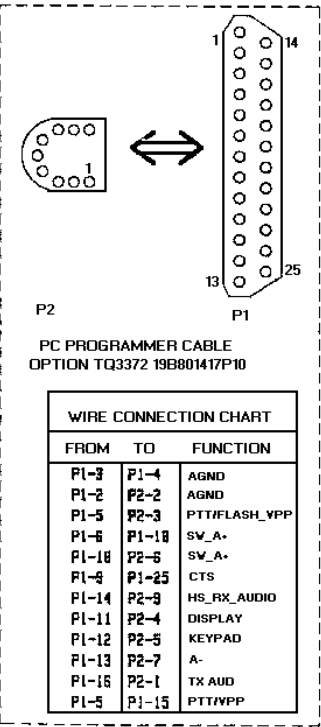 1
14
1
13
25
P2
P1
PC PROGRAMMER CABLE
OPTION TQ3372 19B801417P10
WIRE CONNECTION CHART
FROM TO FUNCTION
P1-3 P1-4 AGND
P1-2 P2-2 AGND
P1-5 P2-3 PTT/FLASH_VPP
P1-6 P1-18 SW_A+
P1-18 P2-6 SW_A+
P1-9 P1-25 CTS
P1-14 P2-9 HS_RX_AUDIO
P1-11 P2-4 DISPLAY
P1-12 P2-5 KEYPAD
P1-13 P2-7 A-
P1-16 P2-1 TX AUD
P1-5 P1-15 PTT/VPP